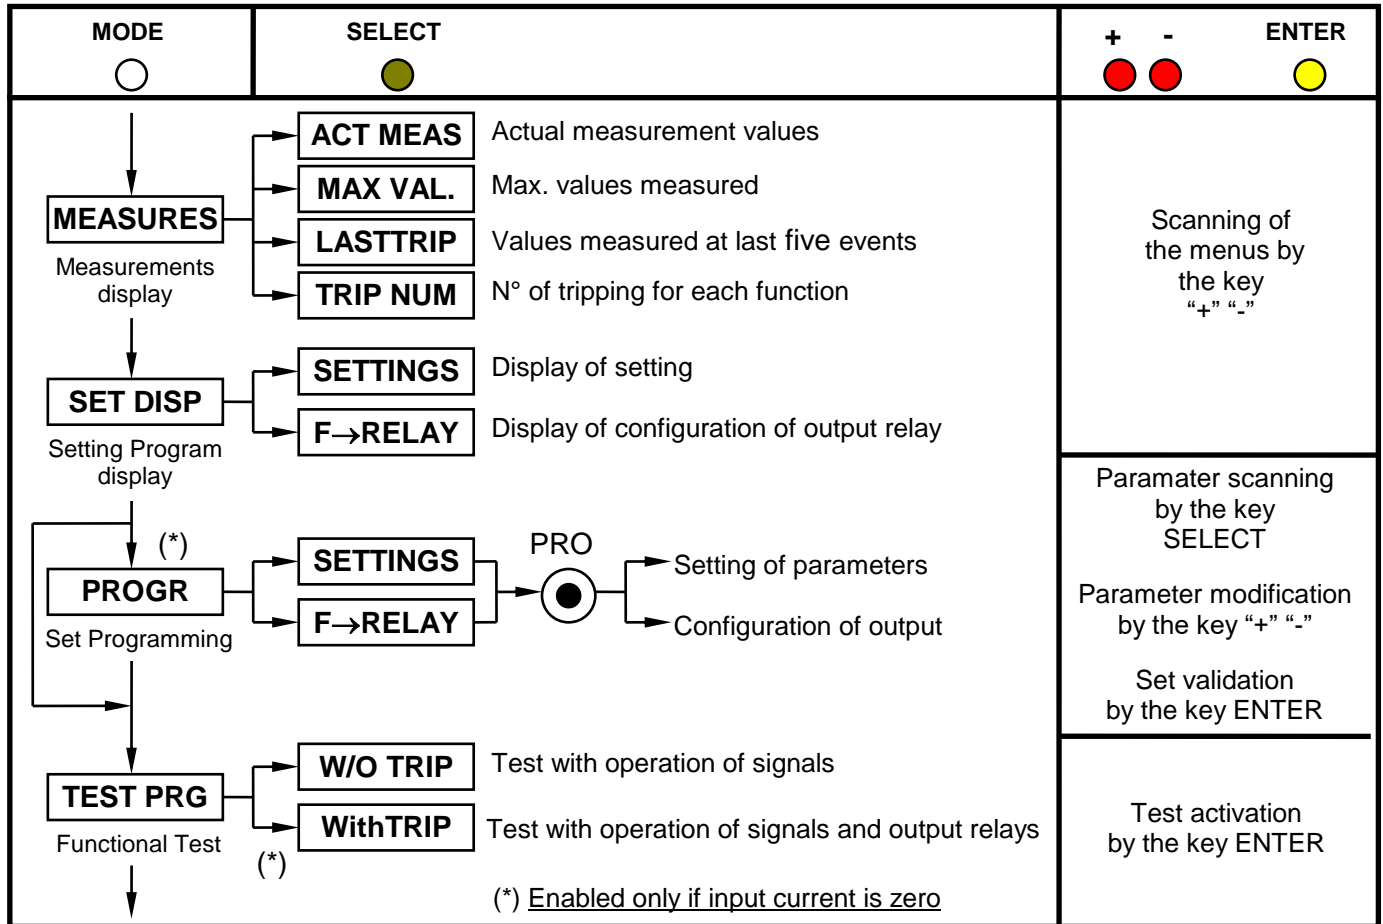 MODE
SELECT
+ -
ENTER
ACT MEAS
Actual measurement values
MAX VAL.
Max. values measured
MEASURES
LASTTRIP
Values measured at last five events
Measurements
display
TRIP NUM
N° of tripping for each function
Scanning of
the menus by
the key
“+” “-”
SETTINGS
Display of setting
SET DISP
F→RELAY
Display of configuration of output relay
Setting Program
display
Paramater scanning
by the key
SELECT
Parameter modification
by the key “+” “-”
Set validation
by the key ENTER
(*)
SETTINGS
PRO
Setting of parameters
PROGR
F→RELAY
Configuration of output
Set Programming
W/O TRIP
Test with operation of signals
TEST PRG
WithTRIP
Test with operation of signals and output relays
Functional Test
(*)
Test activation
by the key ENTER
(*) Enabled only if input current is zero